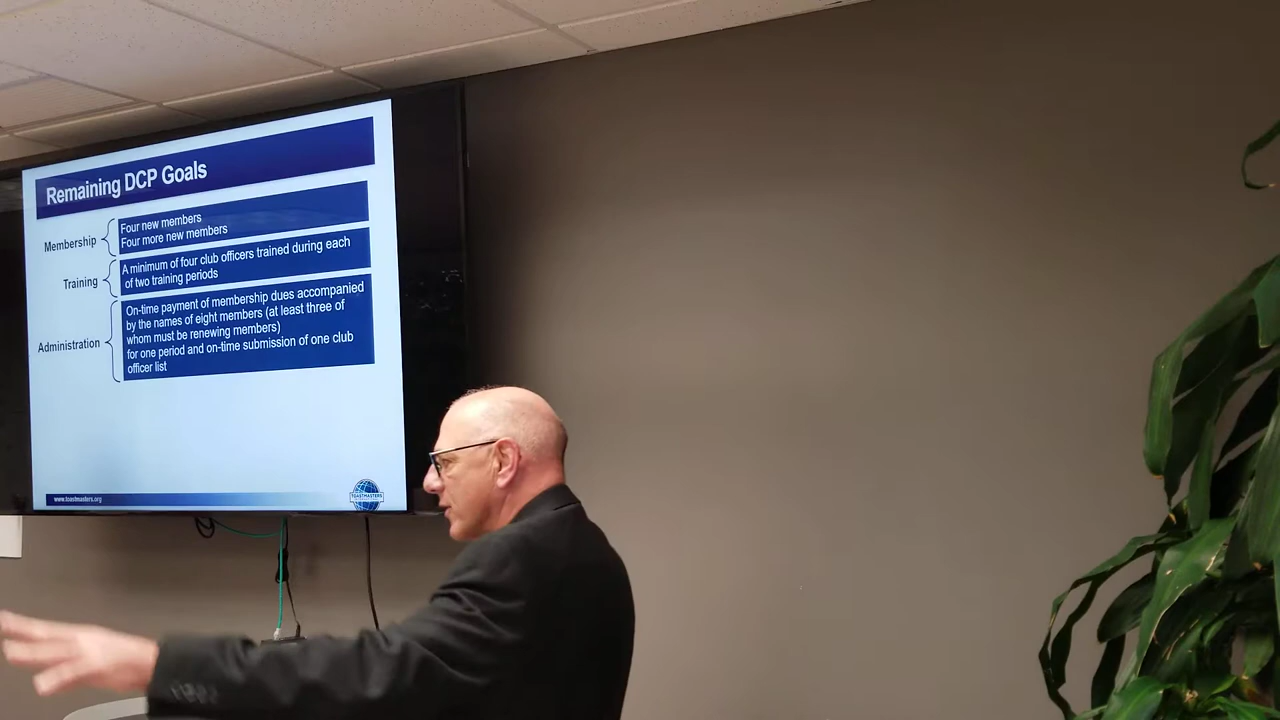 Remaining DCP Goals
Membership
Four new members
Four more new members
Training
A minimum of four club officers trained during each
of two training periods
Administration
On-time payment of membership dues accompanied
by the names of eight members (at least three of
whom must be renewing members)
for one period and on-time submission of one club
officer list
www.toastmasters.org
TOASTMASTERS